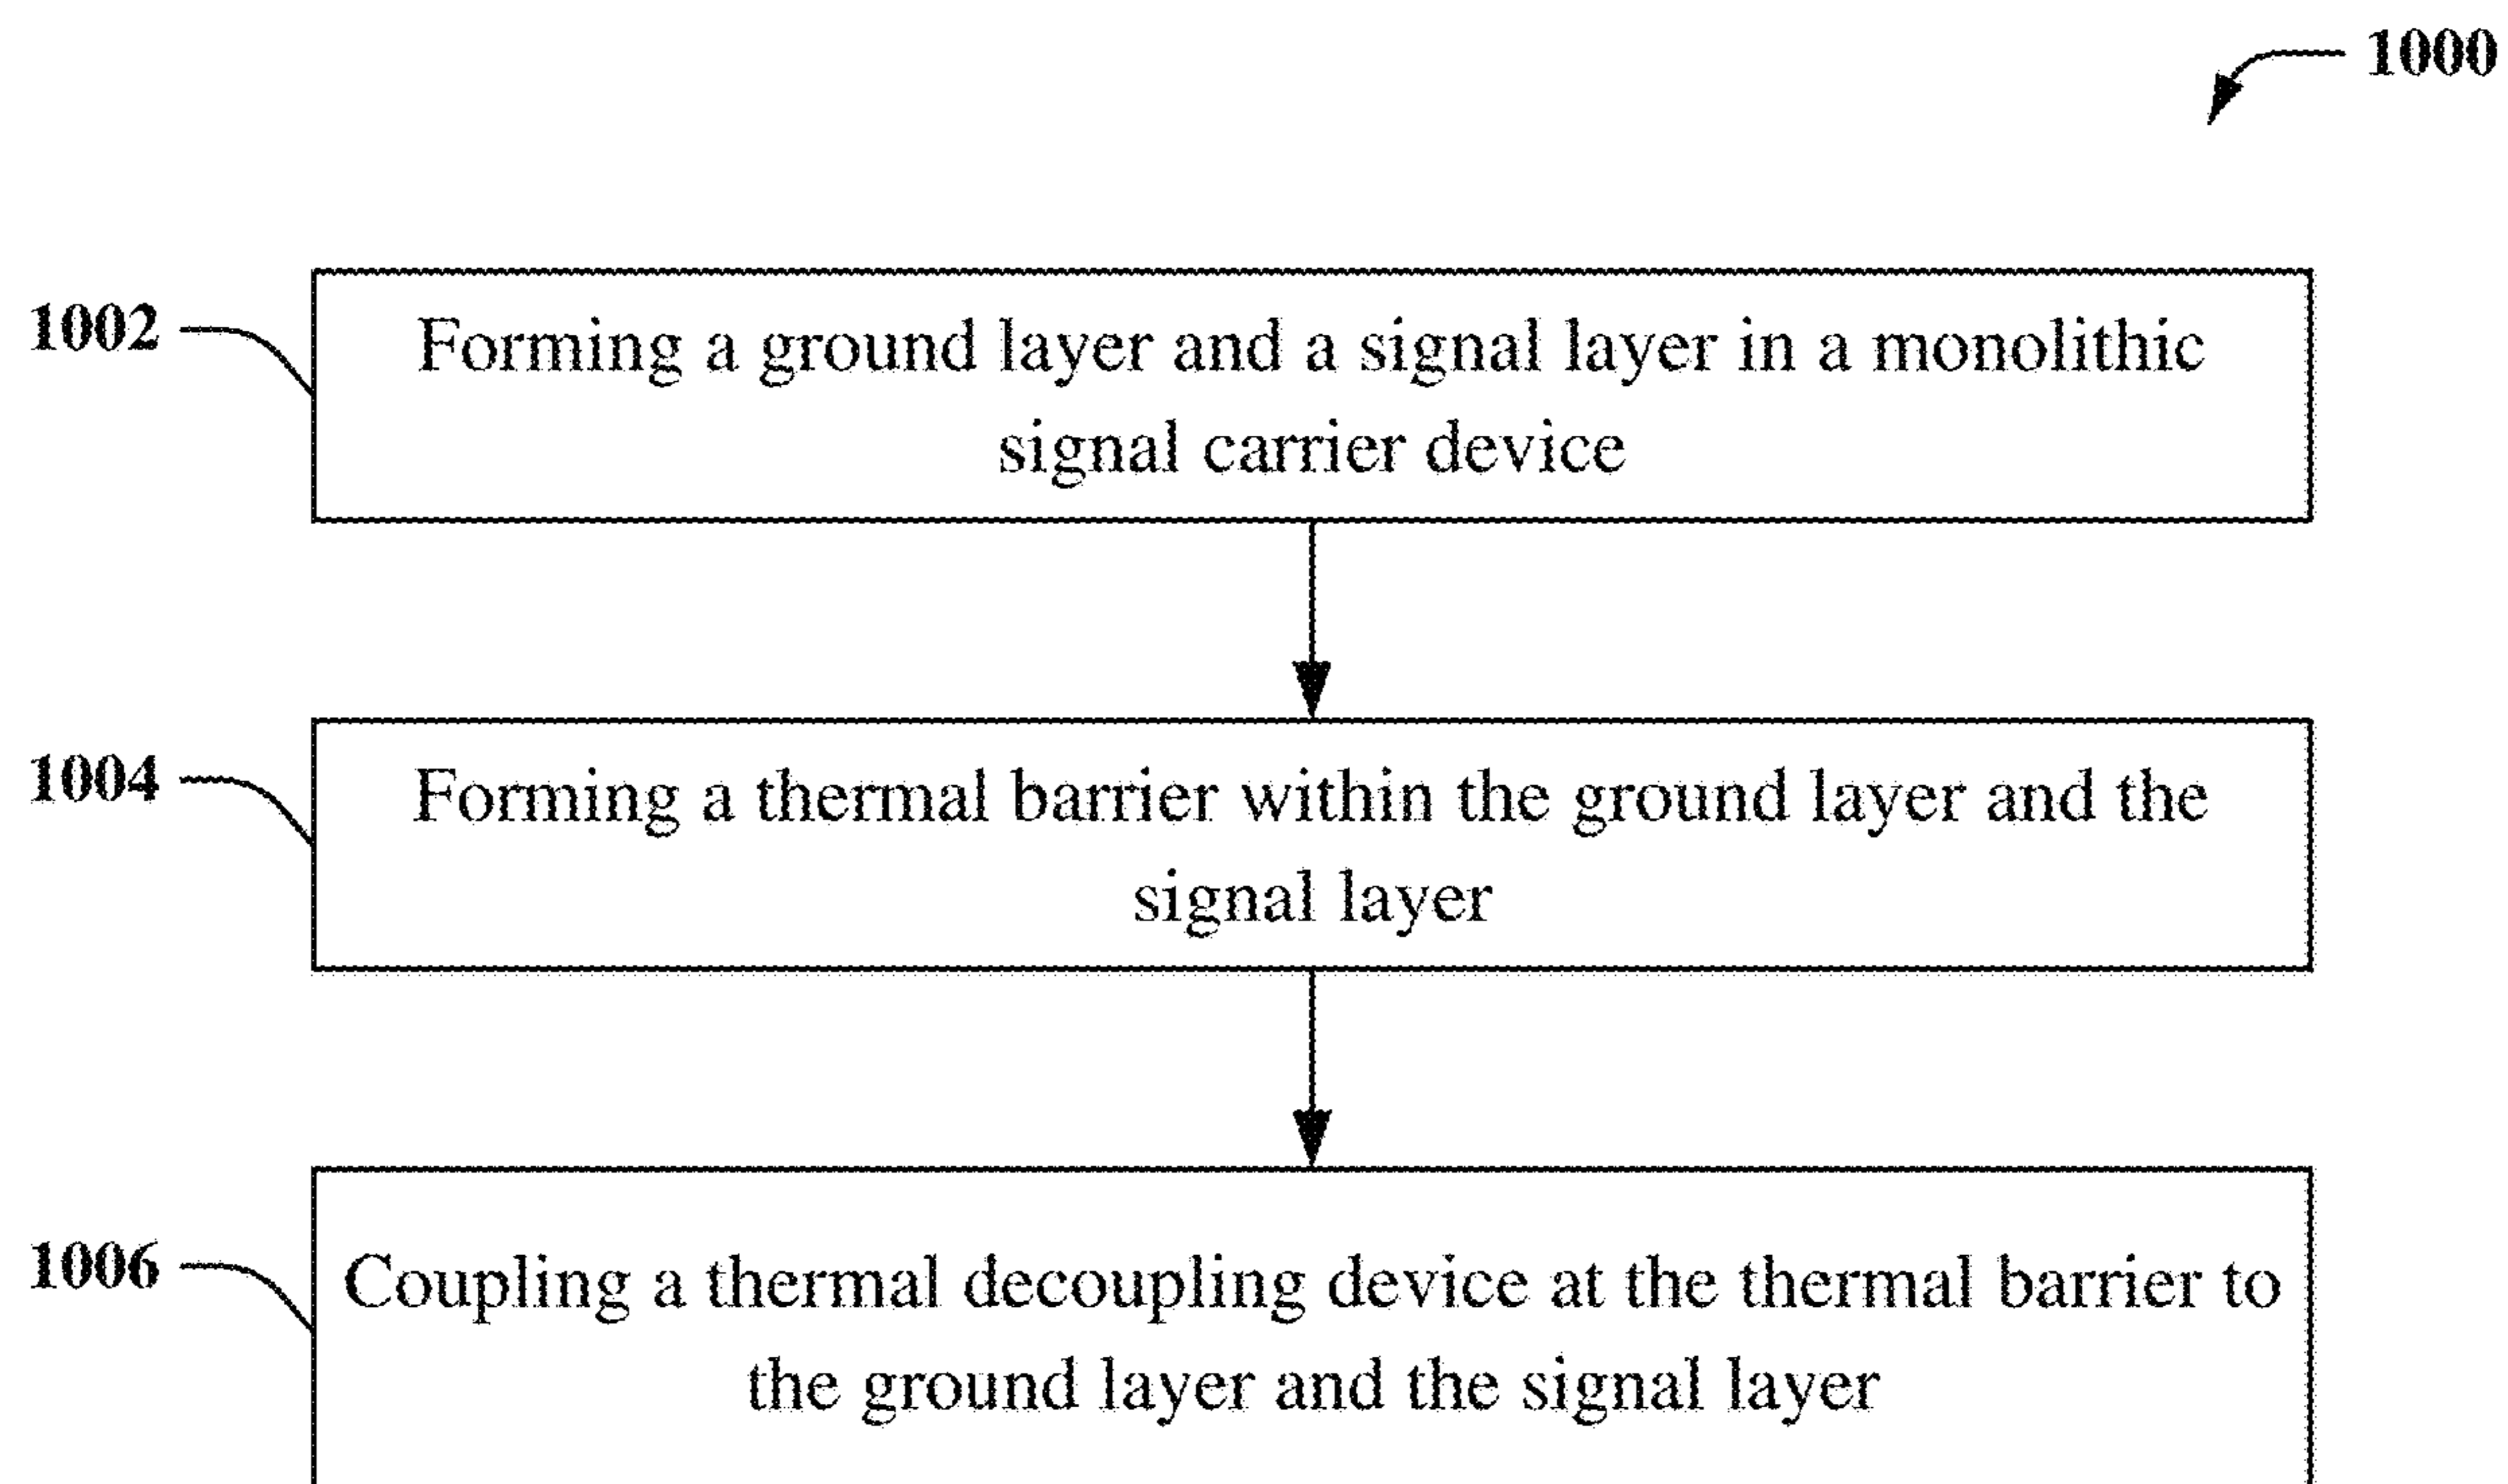 1000
1002
Forming a ground layer and a signal layer in a monolithic
signal carrier device
1004
Forming a thermal barrier within the ground layer and the
signal layer
1006
Coupling a thermal decoupling device at the thermal barrier to
the ground layer and the signal layer